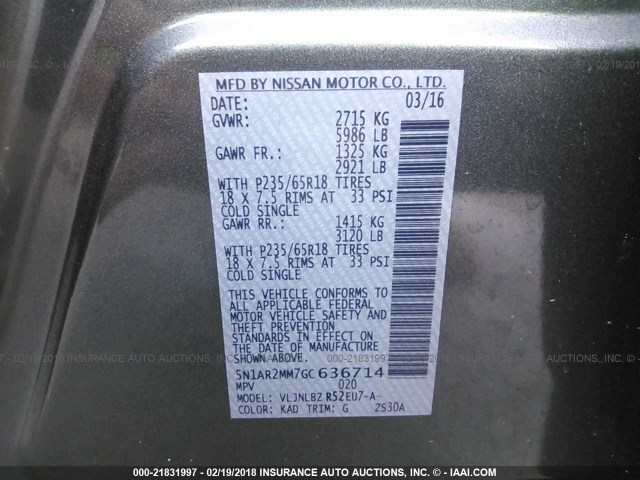 MFD BY NISSAN MOTOR CO., LTD.
DATE: 03/16
GVWR: 2715 KG
5986 LB
GAWR FR.: 1325 KG
2921 LB
WITH P235/65R18 TIRES
18 X 7.5 RIMS AT 33 PSI
COLD SINGLE
GAWR RR.: 1415 KG
3120 LB
WITH P235/65R18 TIRES
18 X 7.5 RIMS AT 33 PSI
COLD SINGLE
THIS VEHICLE CONFORMS TO
ALL APPLICABLE FEDERAL
MOTOR VEHICLE SAFETY AND
THEFT PREVENTION
STANDARDS IN EFFECT ON
THE DATE OF MANUFACTURE
SHOWN ABOVE.
5N1AR2MM7GC636714
MPV 020
MODEL: VLJNLBZ R52EU7-A-
COLOR: KAD TRIM: G ZS30A
000-21831997 - 02/19/2018 INSURANCE AUTO AUCTIONS, INC. - © IAAI.COM